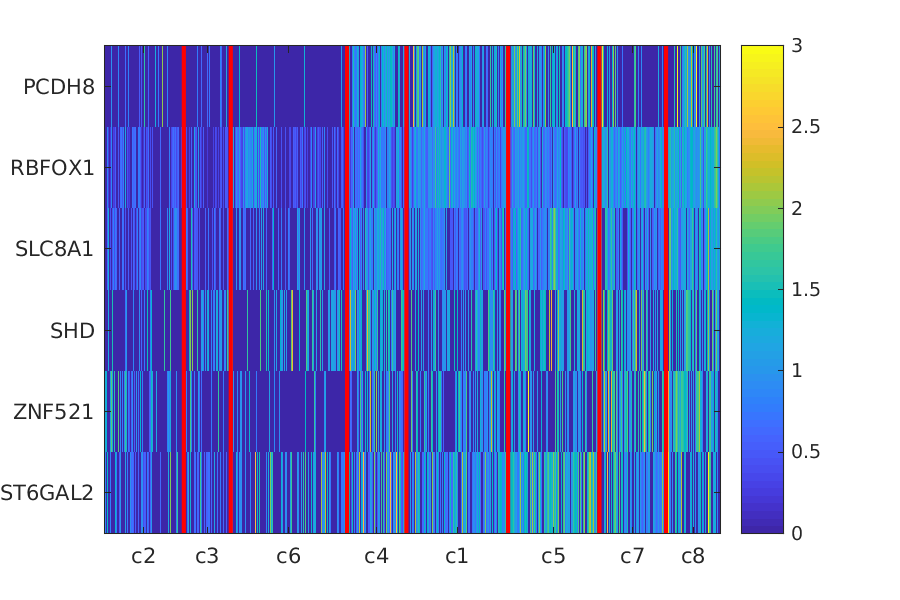 PCDH8
RBFOX1
SLC8A1
SHD
ZNF521
ST6GAL2
c2 c3 c6 c4 c1 c5 c7 c8
3
2.5
2
1.5
1
0.5
0